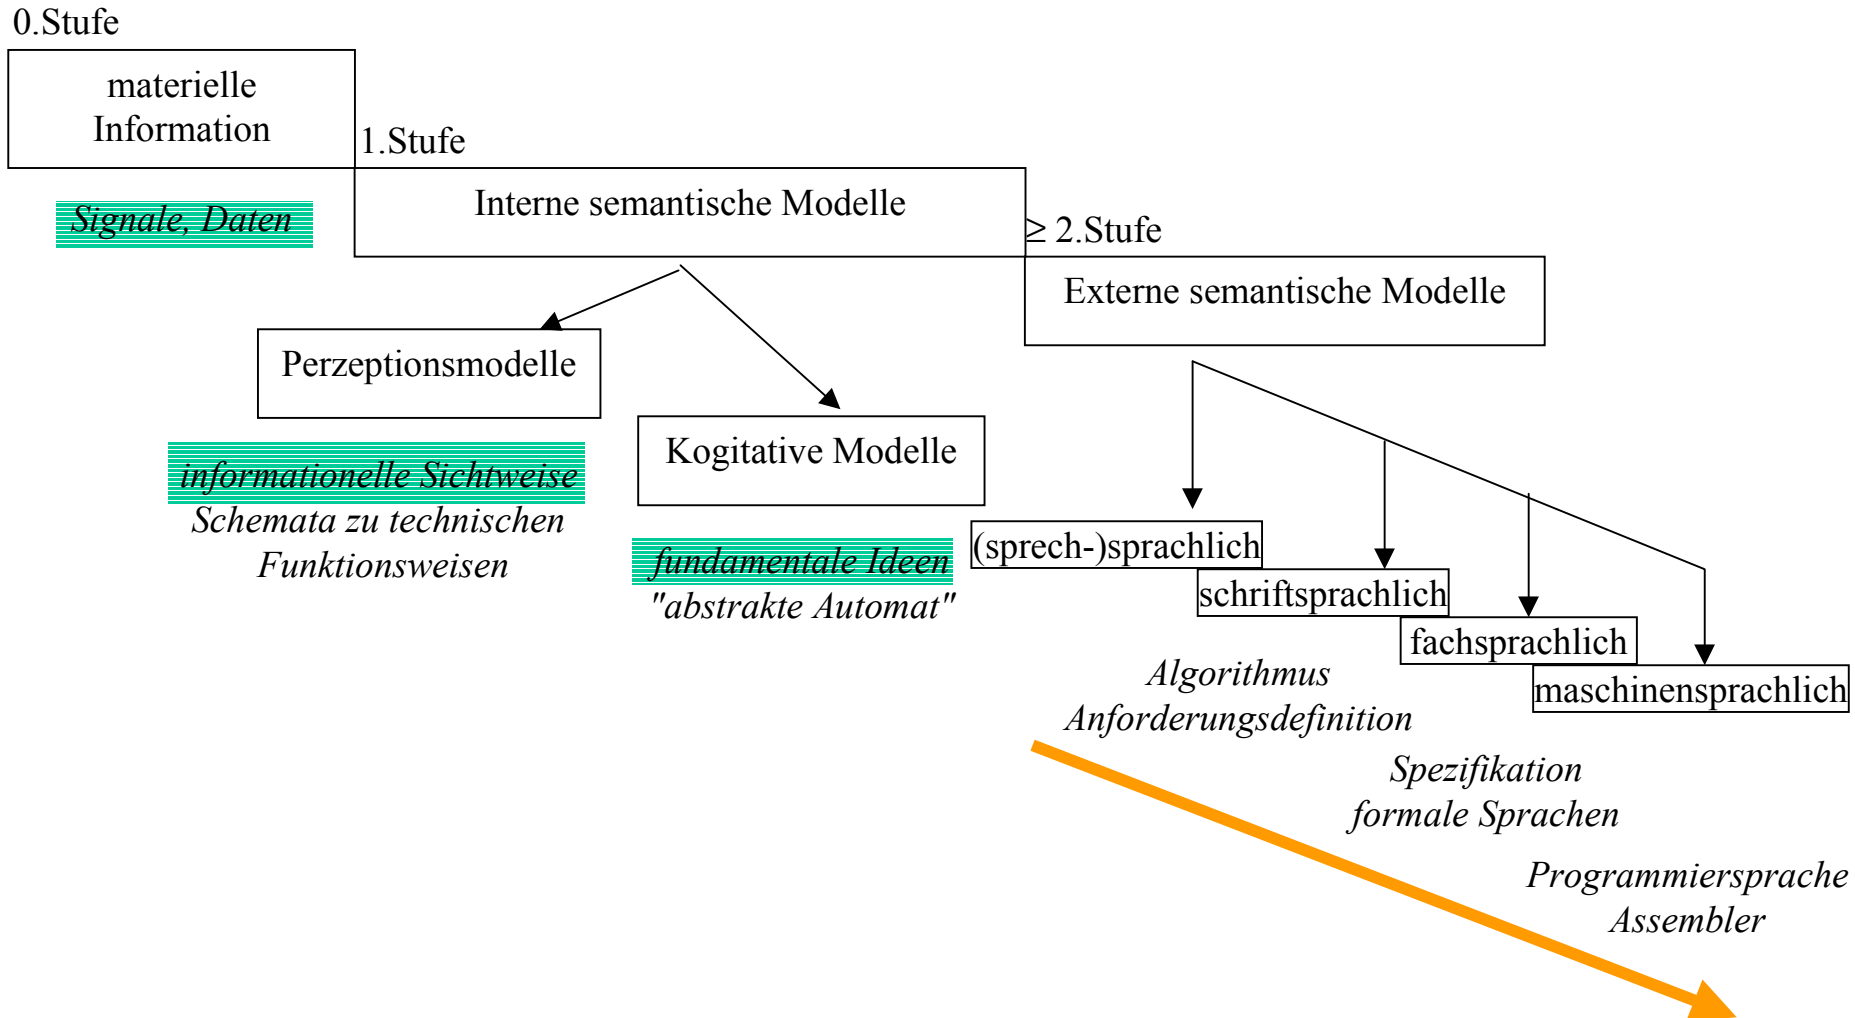 0.Stufe
materielle
Information
1.Stufe
Signale, Daten
Interne semantische Modelle
≥ 2.Stufe
Externe semantische Modelle
Perzeptionsmodelle
informationelle Sichtweise
Schemata zu technischen
Funktionsweisen
Kogitative Modelle
fundamentale Ideen
"abstrakte Automat"
(sprech-)sprachlich
schriftsprachlich
fachsprachlich
maschinensprachlich
Algorithmus
Anforderungsdefinition
Spezifikation
formale Sprachen
Programmiersprache
Assembler